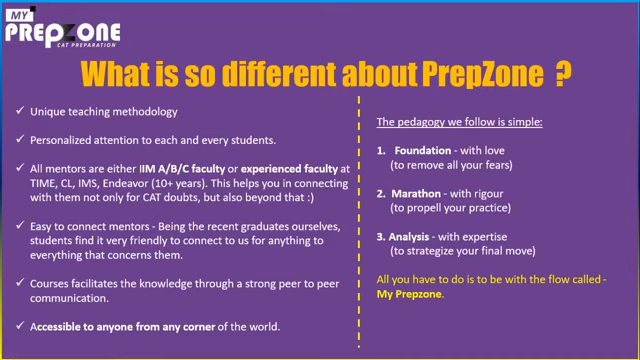 MY
PREPZONE
CAT PREPARATION
What is so different about PrepZone ?
✓ Unique teaching methodology
✓ Personalized attention to each and every students.
✓ All mentors are either IIM A/B/C faculty or experienced faculty at
TIME, CL, IMS, Endeavor (10+ years). This helps you in connecting
with them not only for CAT doubts, but also beyond that :)
✓ Easy to connect mentors - Being the recent graduates ourselves,
students find it very friendly to connect to us for anything to
everything that concerns them.
✓ Courses facilitates the knowledge through a strong peer to peer
communication.
✓ Accessible to anyone from any corner of the world.
The pedagogy we follow is simple:
1. Foundation - with love
(to remove all your fears)
2. Marathon - with rigour
(to propell your practice)
3. Analysis - with expertise
(to strategize your final move)
All you have to do is to be with the flow called -
My Prepzone.